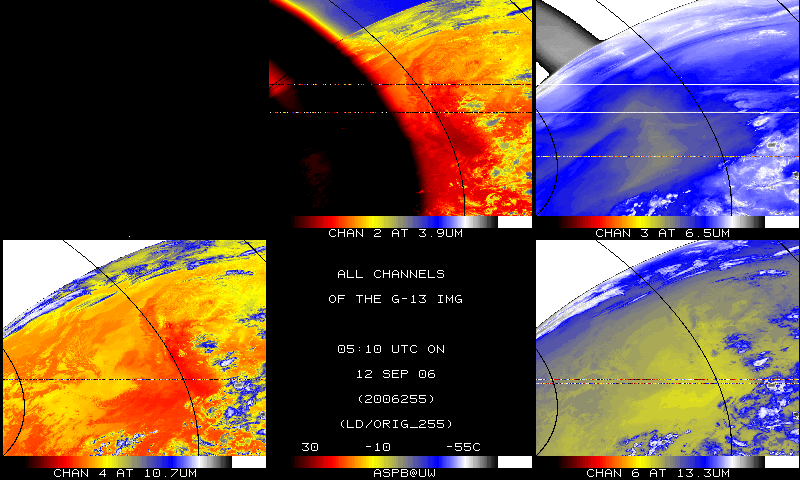 CHAN 2 AT 3.9UM
CHAN 3 AT 6.5UM
ALL CHANNELS
OF THE G-13 IMG
05:10 UTC ON
12 SEP 06
(2006255)
(LD/ORIG_255)
30 -10 -55C
CHAN 4 AT 10.7UM
ASPB@UW
CHAN 6 AT 13.3UM